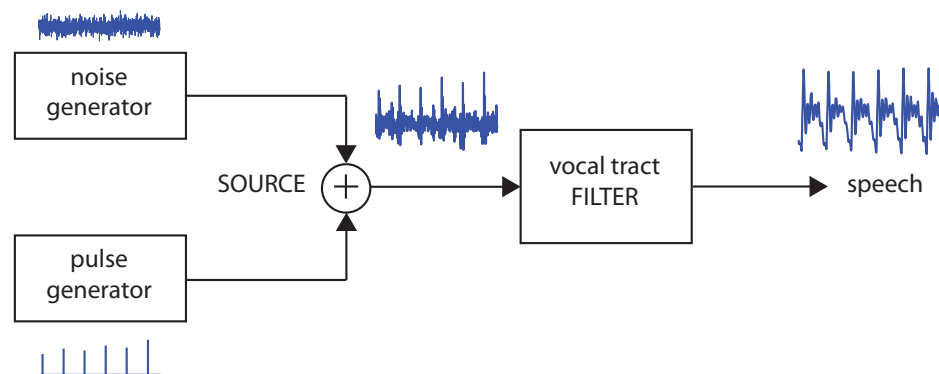 noise
generator
SOURCE
+
vocal tract
FILTER
speech
pulse
generator